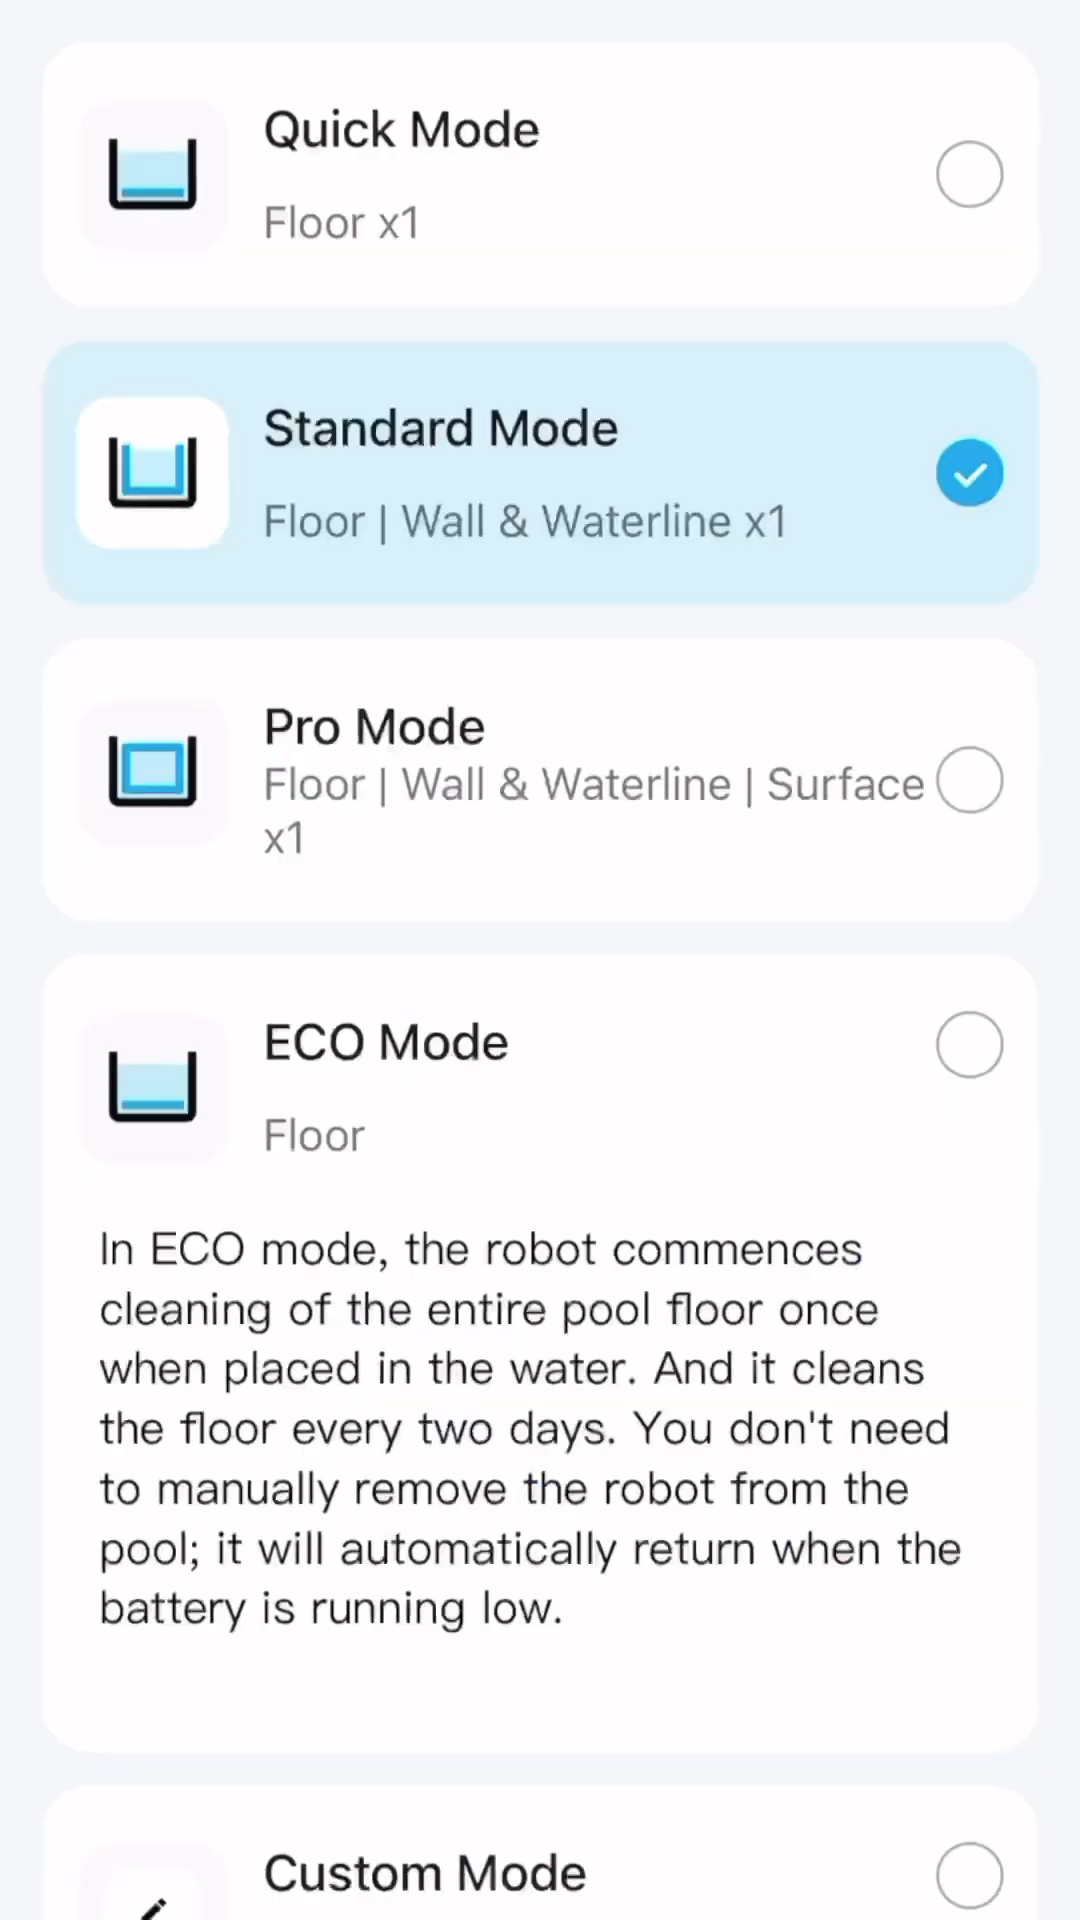 Quick Mode
Floor x1
Standard Mode
Floor | Wall & Waterline x1
Pro Mode
Floor | Wall & Waterline | Surface
x1
ECO Mode
Floor
In ECO mode, the robot commences
cleaning of the entire pool floor once
when placed in the water. And it cleans
the floor every two days. You don't need
to manually remove the robot from the
pool; it will automatically return when the
battery is running low.
Custom Mode